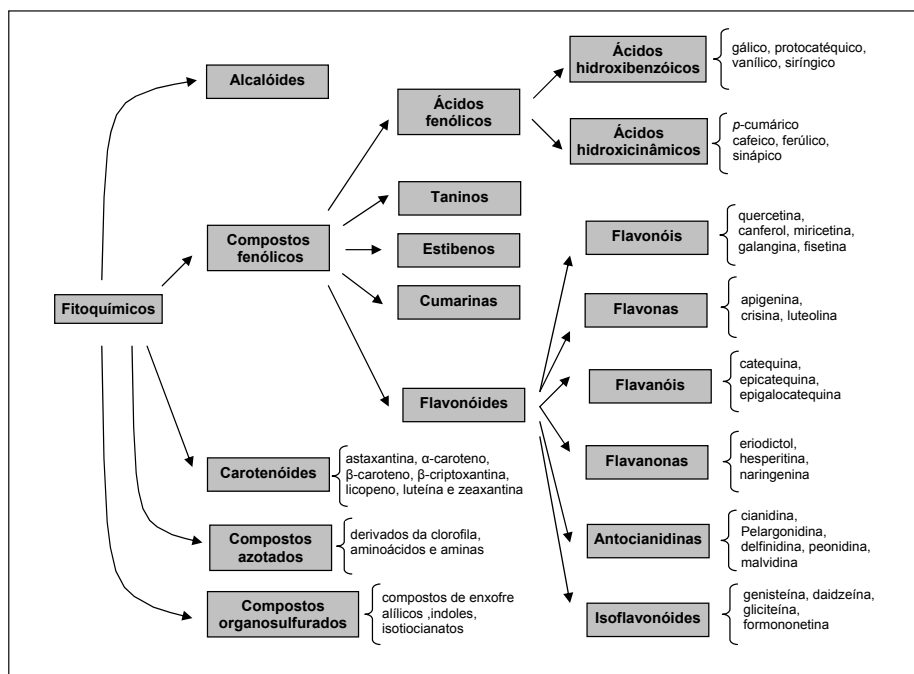 Fitoquímicos
Alcalóides
Compostos
fenólicos
Ácidos
fenólicos
Ácidos
hidroxibenzóicos
gálico, protocatéquico,
vanílico, siríngico
Ácidos
hidroxicinâmicos
p-cumárico
cafeico, ferúlico,
sinápico
Taninos
Estibenos
Cumarinas
Flavonóides
Flavonóis
quercetina,
canferol, miricetina,
galangina, fisetina
Flavonas
apigenina,
crisina, luteolina
Flavanóis
catequina,
epicatequina,
epigalocatequina
Flavanonas
eriodictol,
hesperitina,
naringenina
Antocianidinas
cianidina,
Pelargonidina,
delfinidina, peonidina,
malvidina
Isoflavonóides
genisteína, daidzeína,
gliciteína,
formononetina
Carotenóides
astaxantina, α-caroteno,
β-caroteno, β-criptoxantina,
licopeno, luteína e zeaxantina
Compostos
azotados
derivados da clorofila,
aminoácidos e aminas
Compostos
organosulfurados
compostos de enxofre
alílicos ,indoles,
isotiocianatos